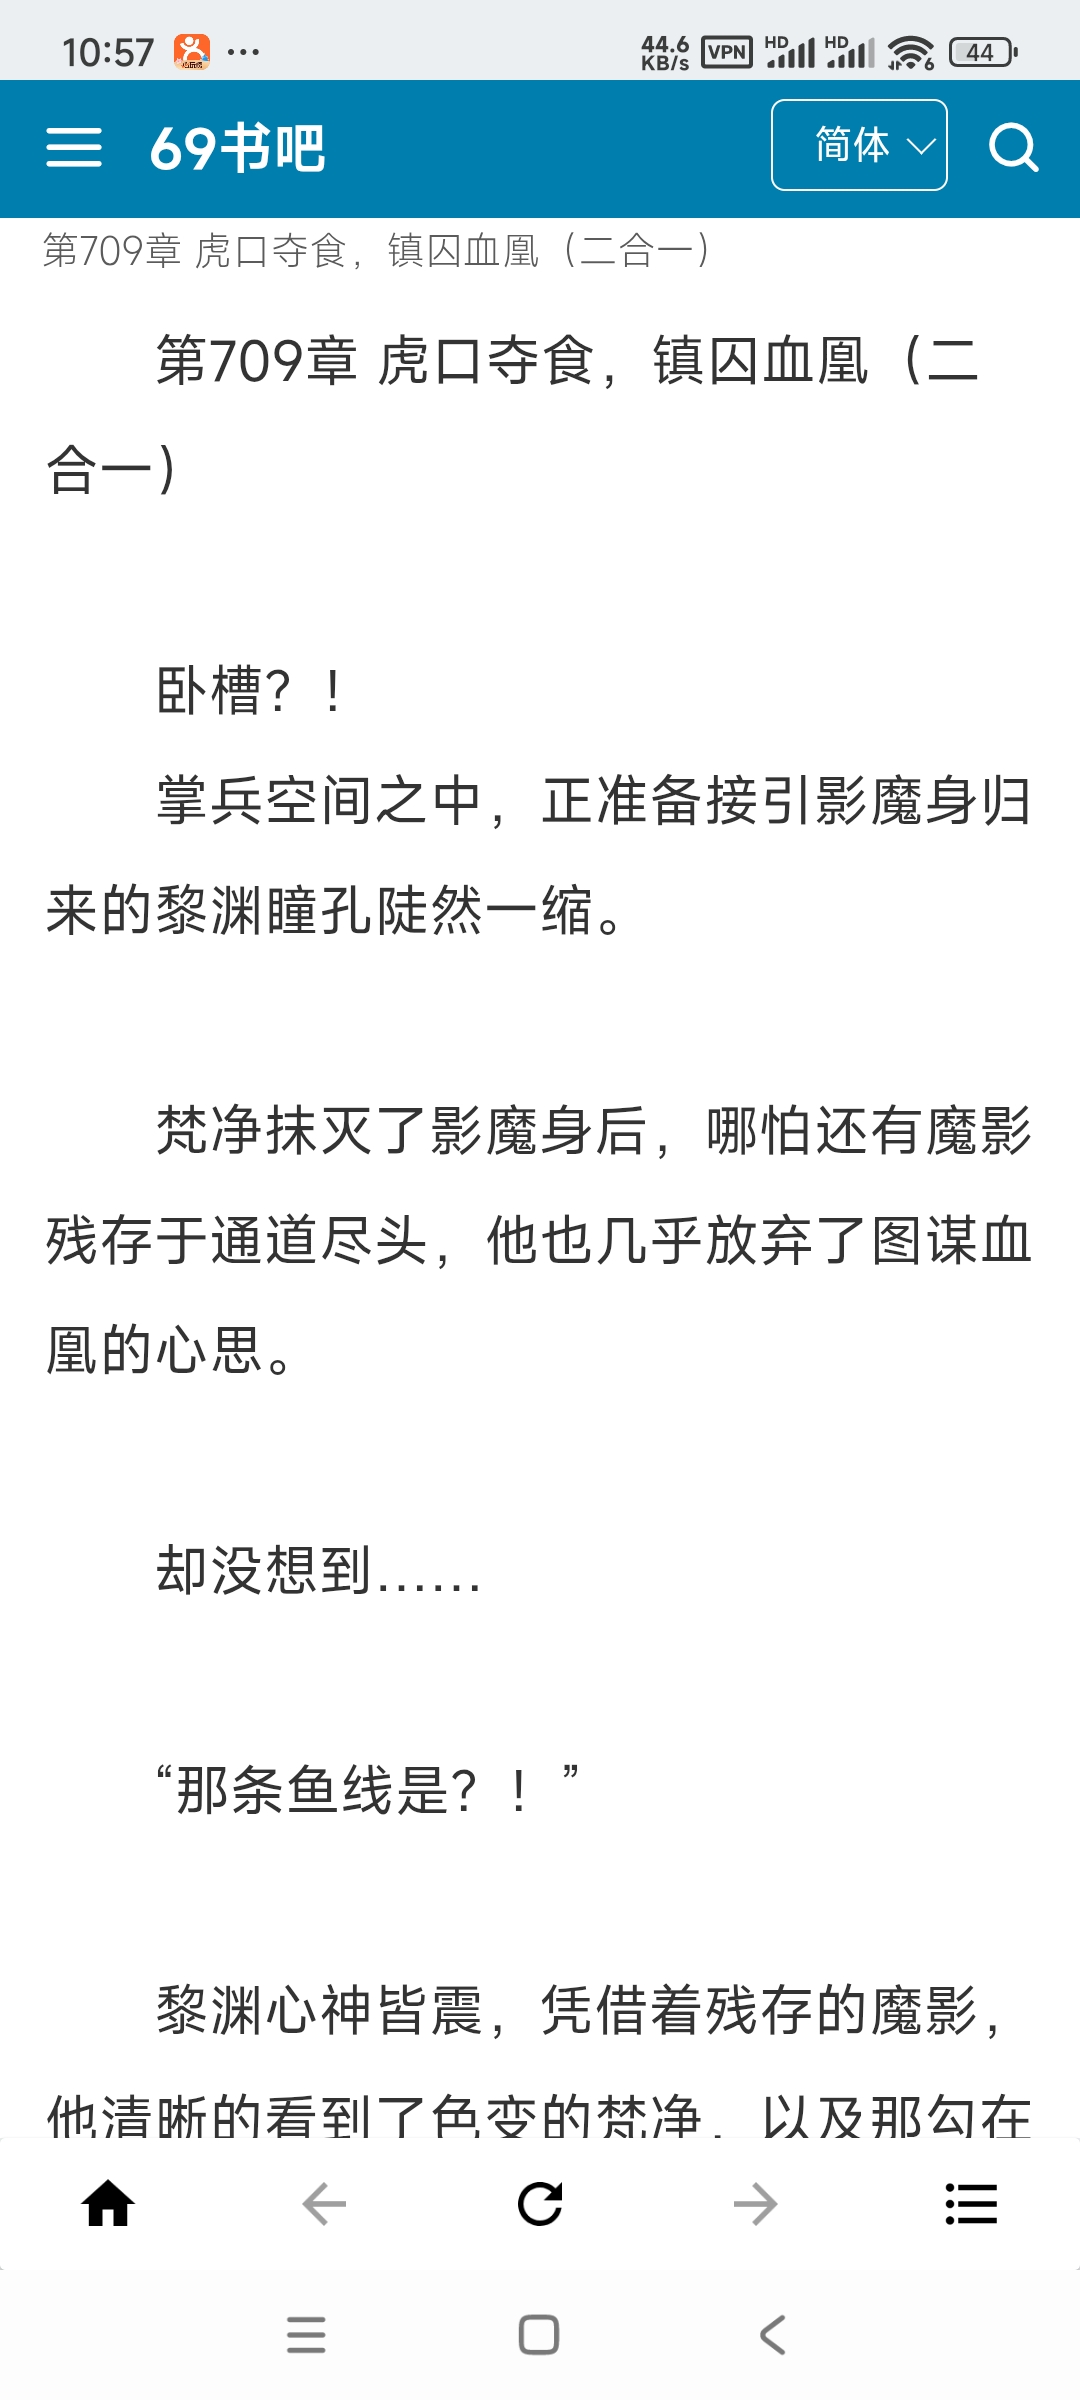 10:57
44.6
KB/s
VPN
HD
HD
6
44
69书吧
简体
第709章 虎口夺食，镇囚血凰（二合一）
第709章 虎口夺食，镇囚血凰（二
合一）
卧槽？！
掌兵空间之中，正准备接引影魔身归
来的黎渊瞳孔陡然一缩。
梵净抹灭了影魔身后，哪怕还有魔影
残存于通道尽头，他也几乎放弃了图谋血
凰的心思。
却没想到……
“那条鱼线是？！”
黎渊心神皆震，凭借着残存的魔影，
他清晰的看到了色变的梵净，以及那勾在